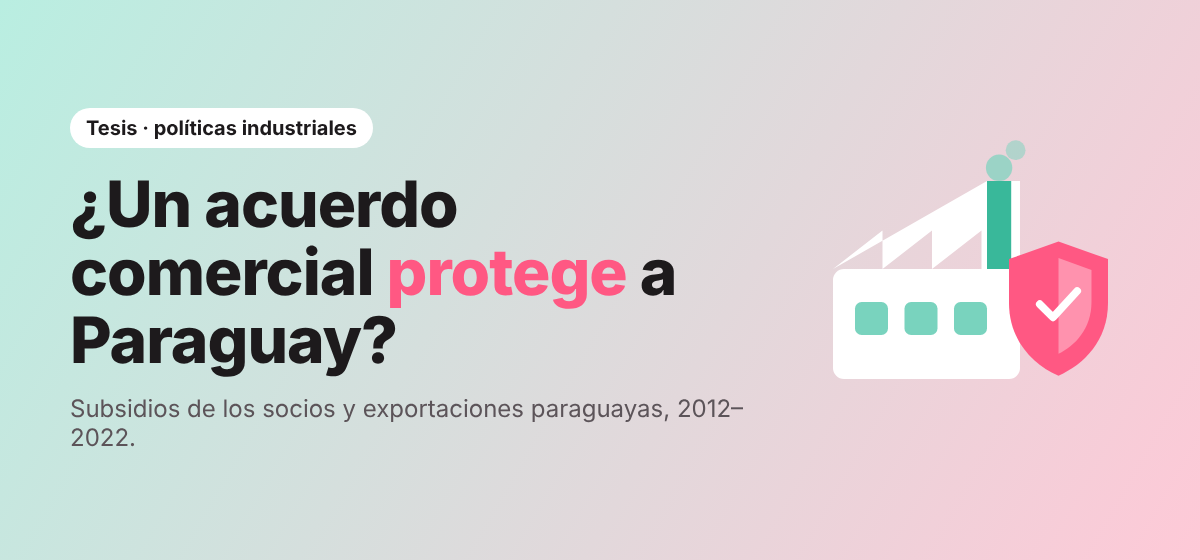 Tesis · políticas industriales
¿Un acuerdo
comercial protege a
Paraguay?
Subsidios de los socios y exportaciones paraguayas, 2012–
2022.